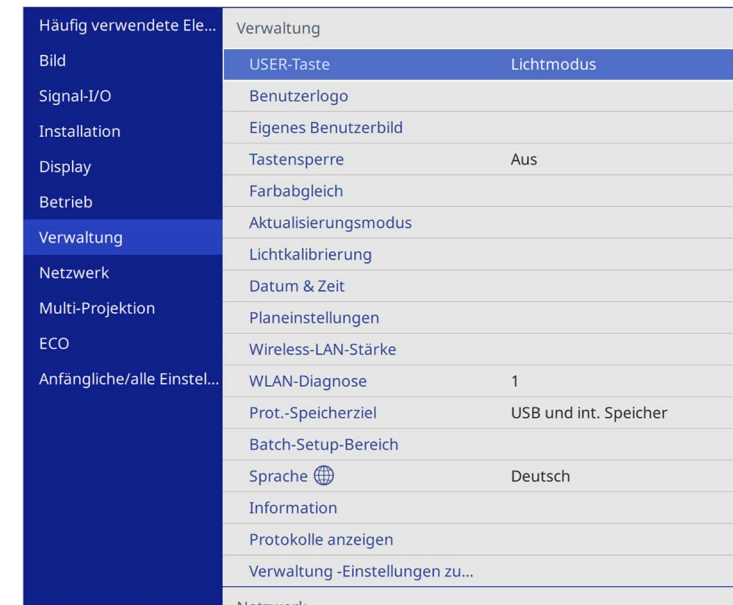 Häufig verwendete Ele...
Bild
Signal-I/O
Installation
Display
Betrieb
Verwaltung
Netzwerk
Multi-Projektion
ECO
Anfängliche/alle Einstel...
Verwaltung
USER-Taste Lichtmodus
Benutzerlogo
Eigenes Benutzerbild
Tastensperre Aus
Farbabgleich
Aktualisierungsmodus
Lichtkalibrierung
Datum & Zeit
Planeinstellungen
Wireless-LAN-Stärke
WLAN-Diagnose 1
Prot.-Speicherziel USB und int. Speicher
Batch-Setup-Bereich
Sprache Deutsch
Information
Protokolle anzeigen
Verwaltung -Einstellungen zu...